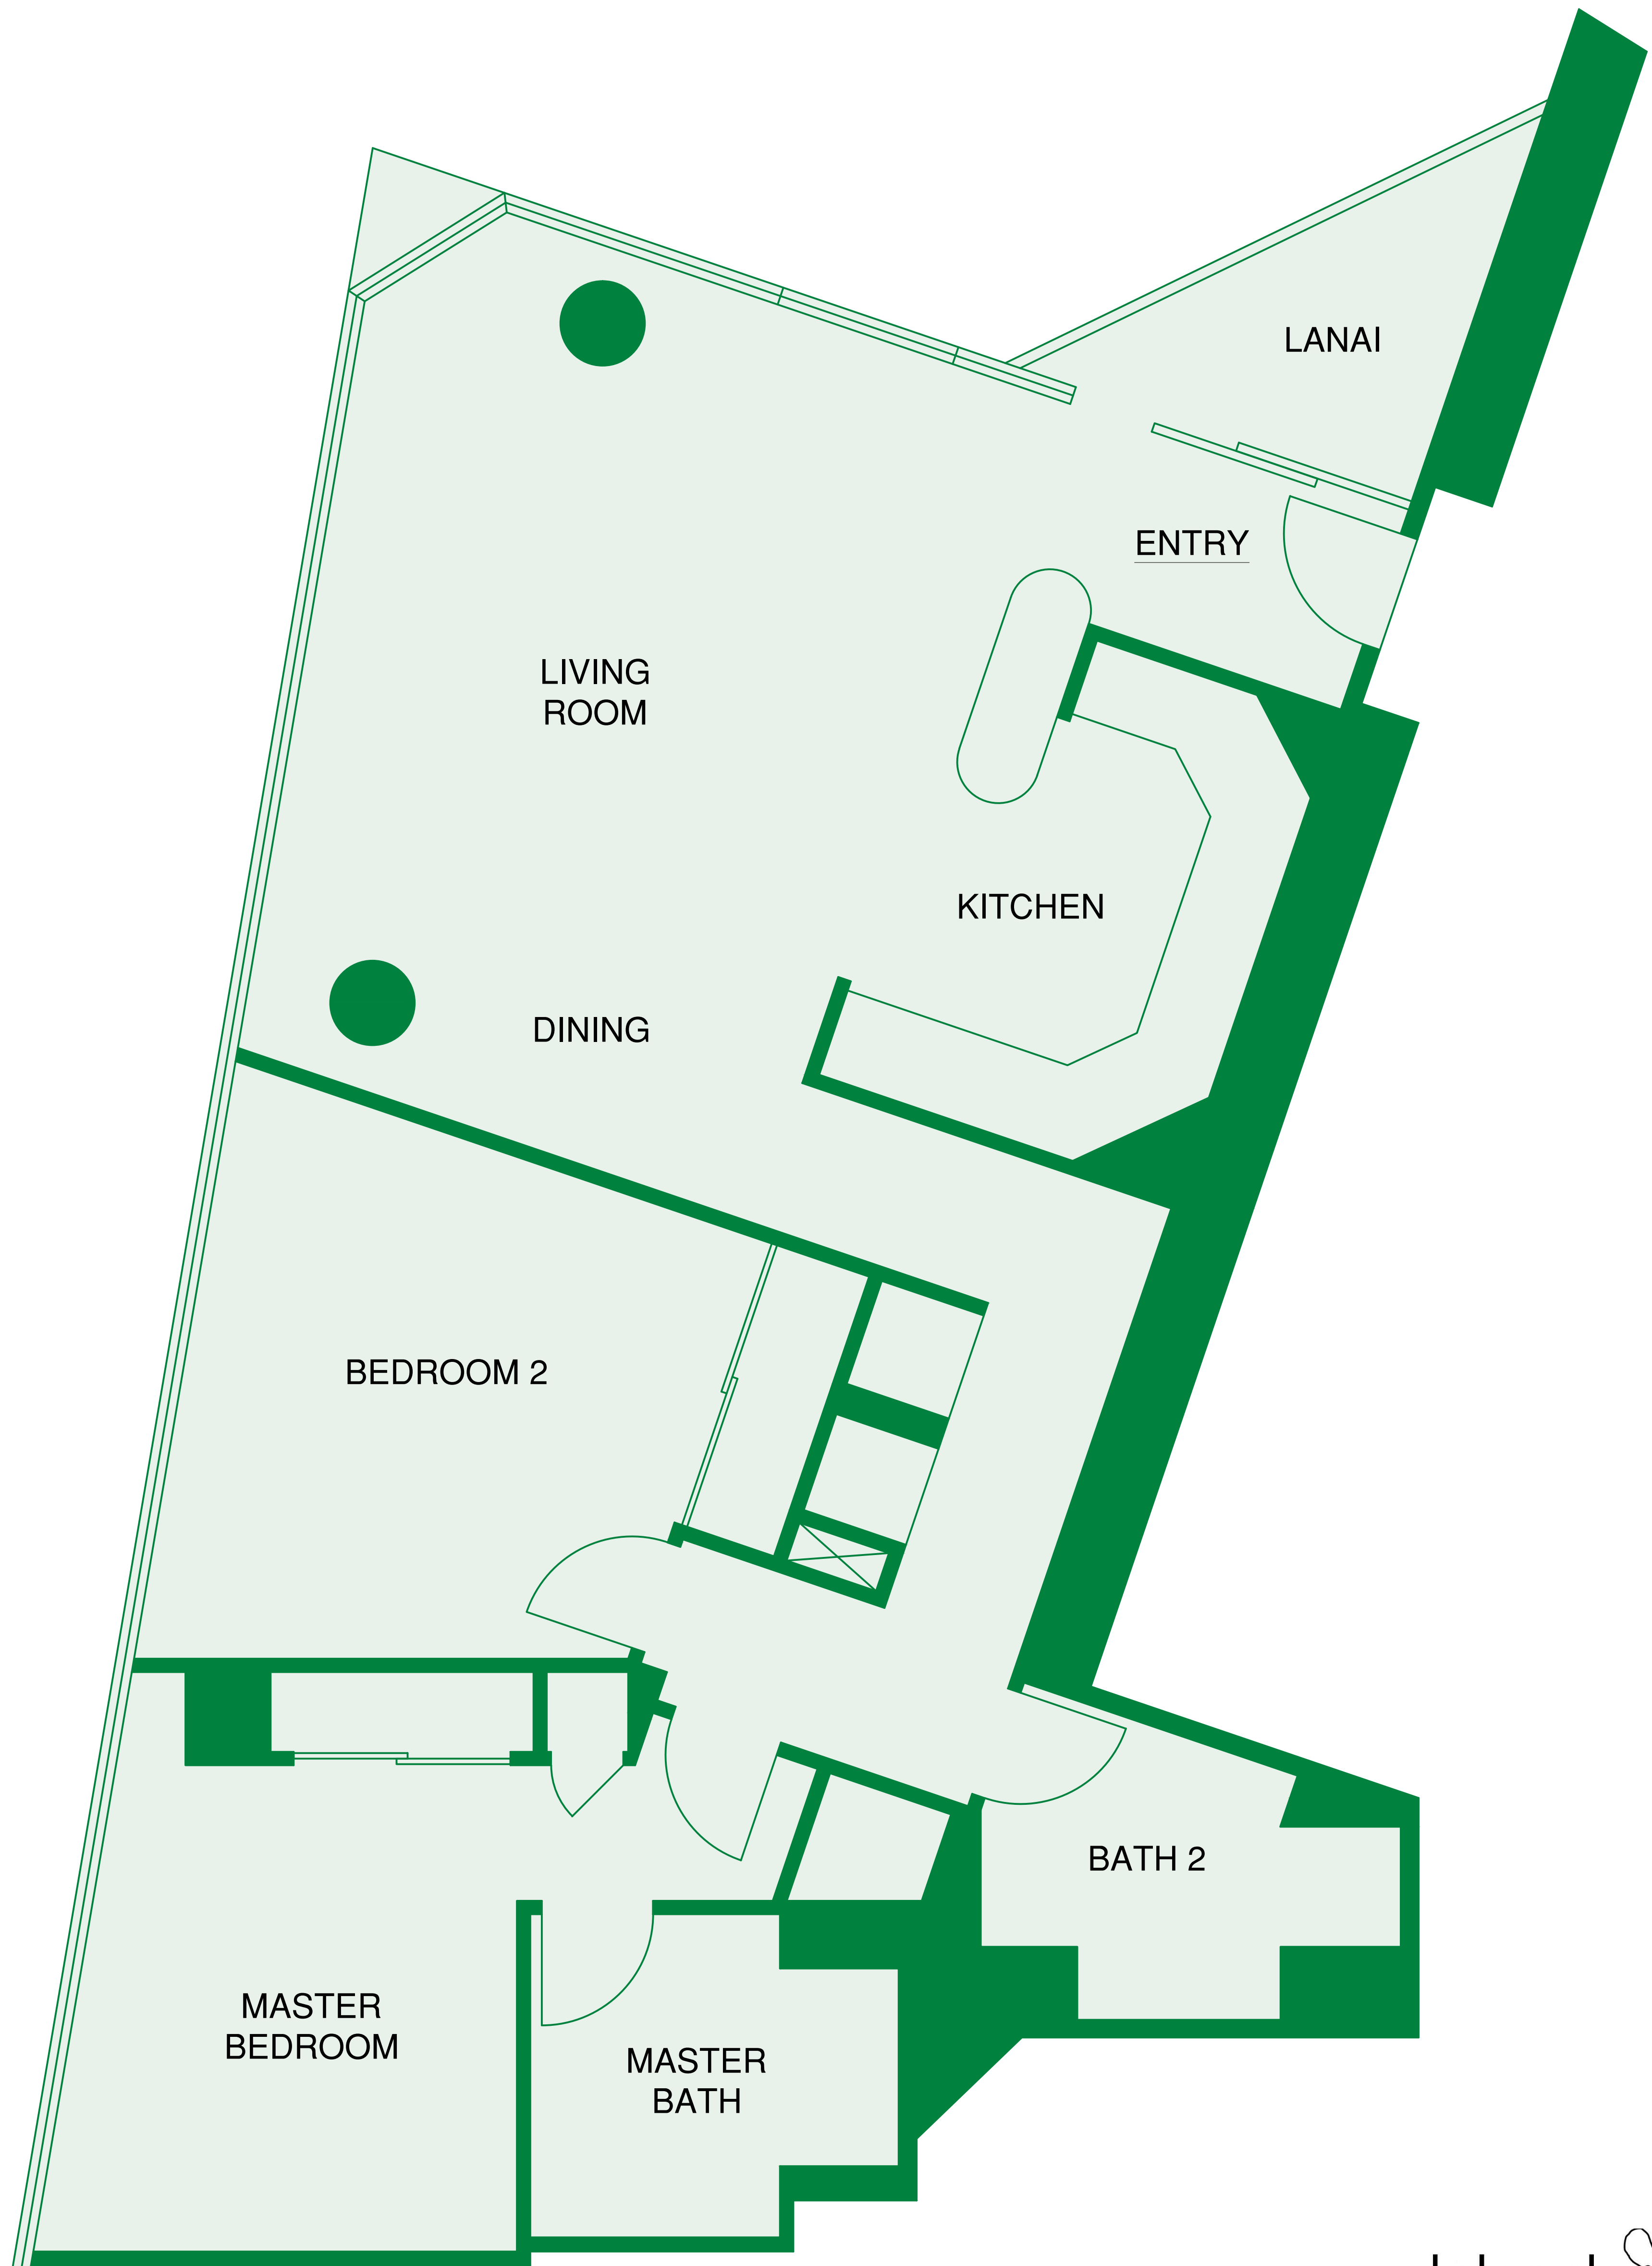 LANAI
ENTRY
LIVING
ROOM
KITCHEN
DINING
BEDROOM 2
BATH 2
MASTER
BEDROOM
MASTER
BATH